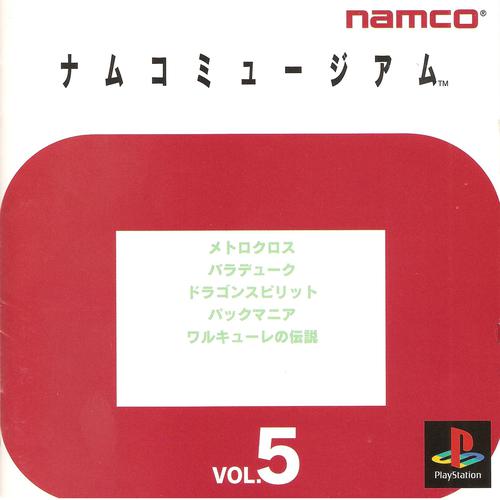 namco®
ナムコミュージアム™
メトロクロス
バラデューク
ドラゴンスピリット
パックマニア
ワルキューレの伝説
VOL.5
PlayStation